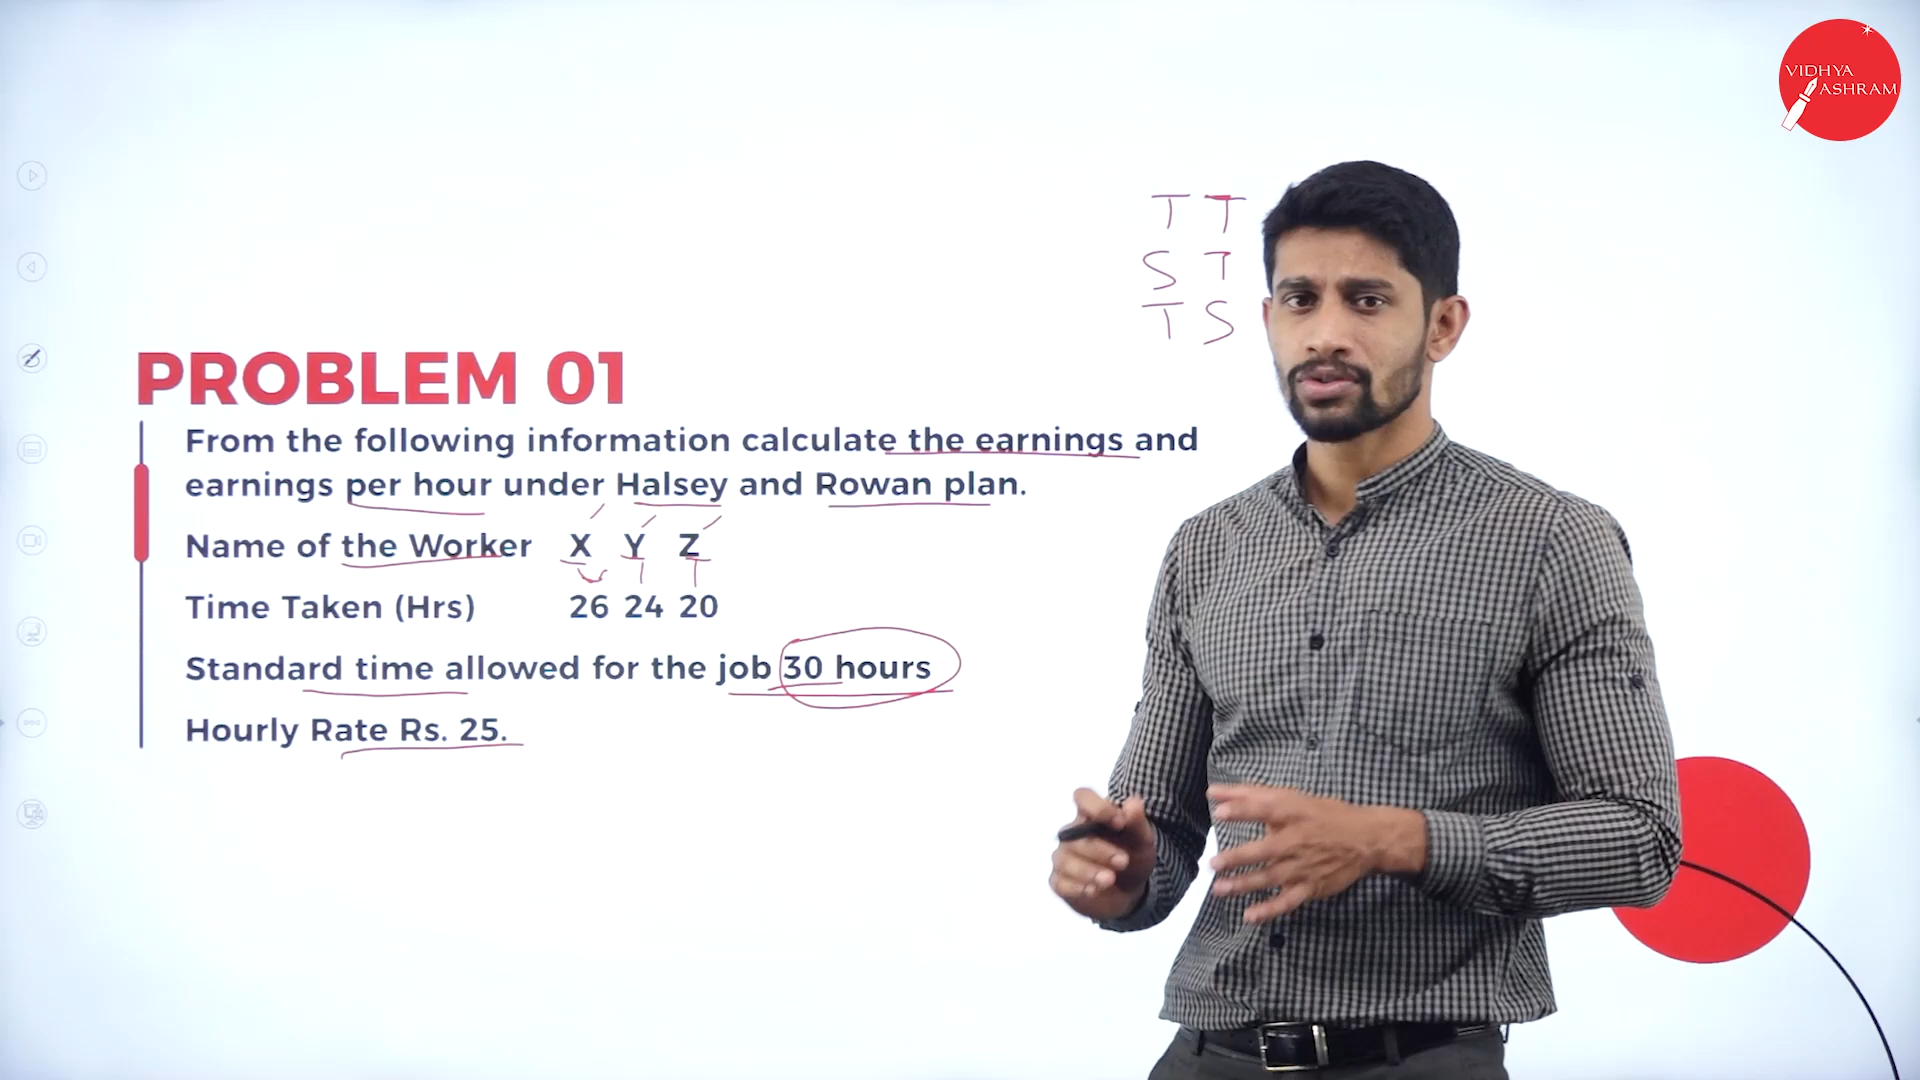 VIDHYA
ASHRAM
T T
S T
T S
PROBLEM 01
From the following information calculate the earnings and
earnings per hour under Halsey and Rowan plan.
Name of the Worker X Y Z
Time Taken (Hrs) 26 24 20
Standard time allowed for the job 30 hours
Hourly Rate Rs. 25.